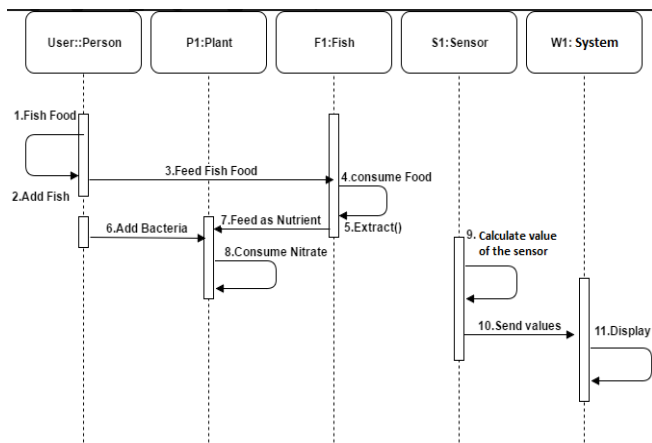 User::Person
P1:Plant
F1:Fish
S1:Sensor
W1: System
1.Fish Food
2.Add Fish
3.Feed Fish Food
4.consume Food
5.Extract()
6.Add Bacteria
7.Feed as Nutrient
8.Consume Nitrate
9. Calculate value
of the sensor
10.Send values
11.Display